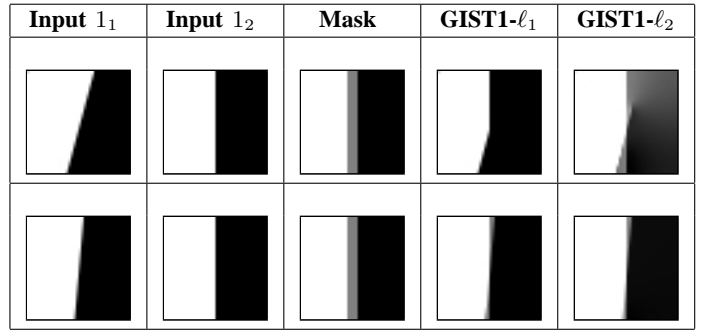 Input 1₁ Input 1₂ Mask GIST1-ℓ₁ GIST1-ℓ₂